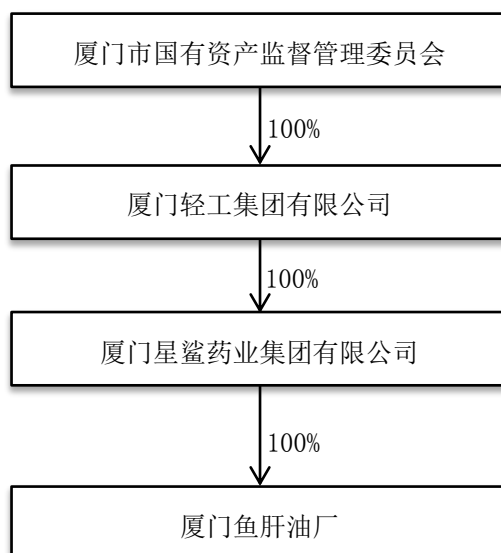 厦门市国有资产监督管理委员会
100%
厦门轻工集团有限公司
100%
厦门星鲨药业集团有限公司
100%
厦门鱼肝油厂